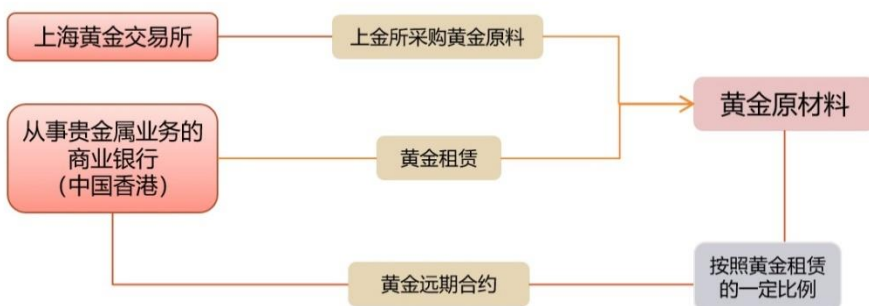 上海黄金交易所
上金所采购黄金原料
黄金原材料
从事贵金属业务的
商业银行
（中国香港）
黄金租赁
黄金远期合约
按照黄金租赁
的一定比例